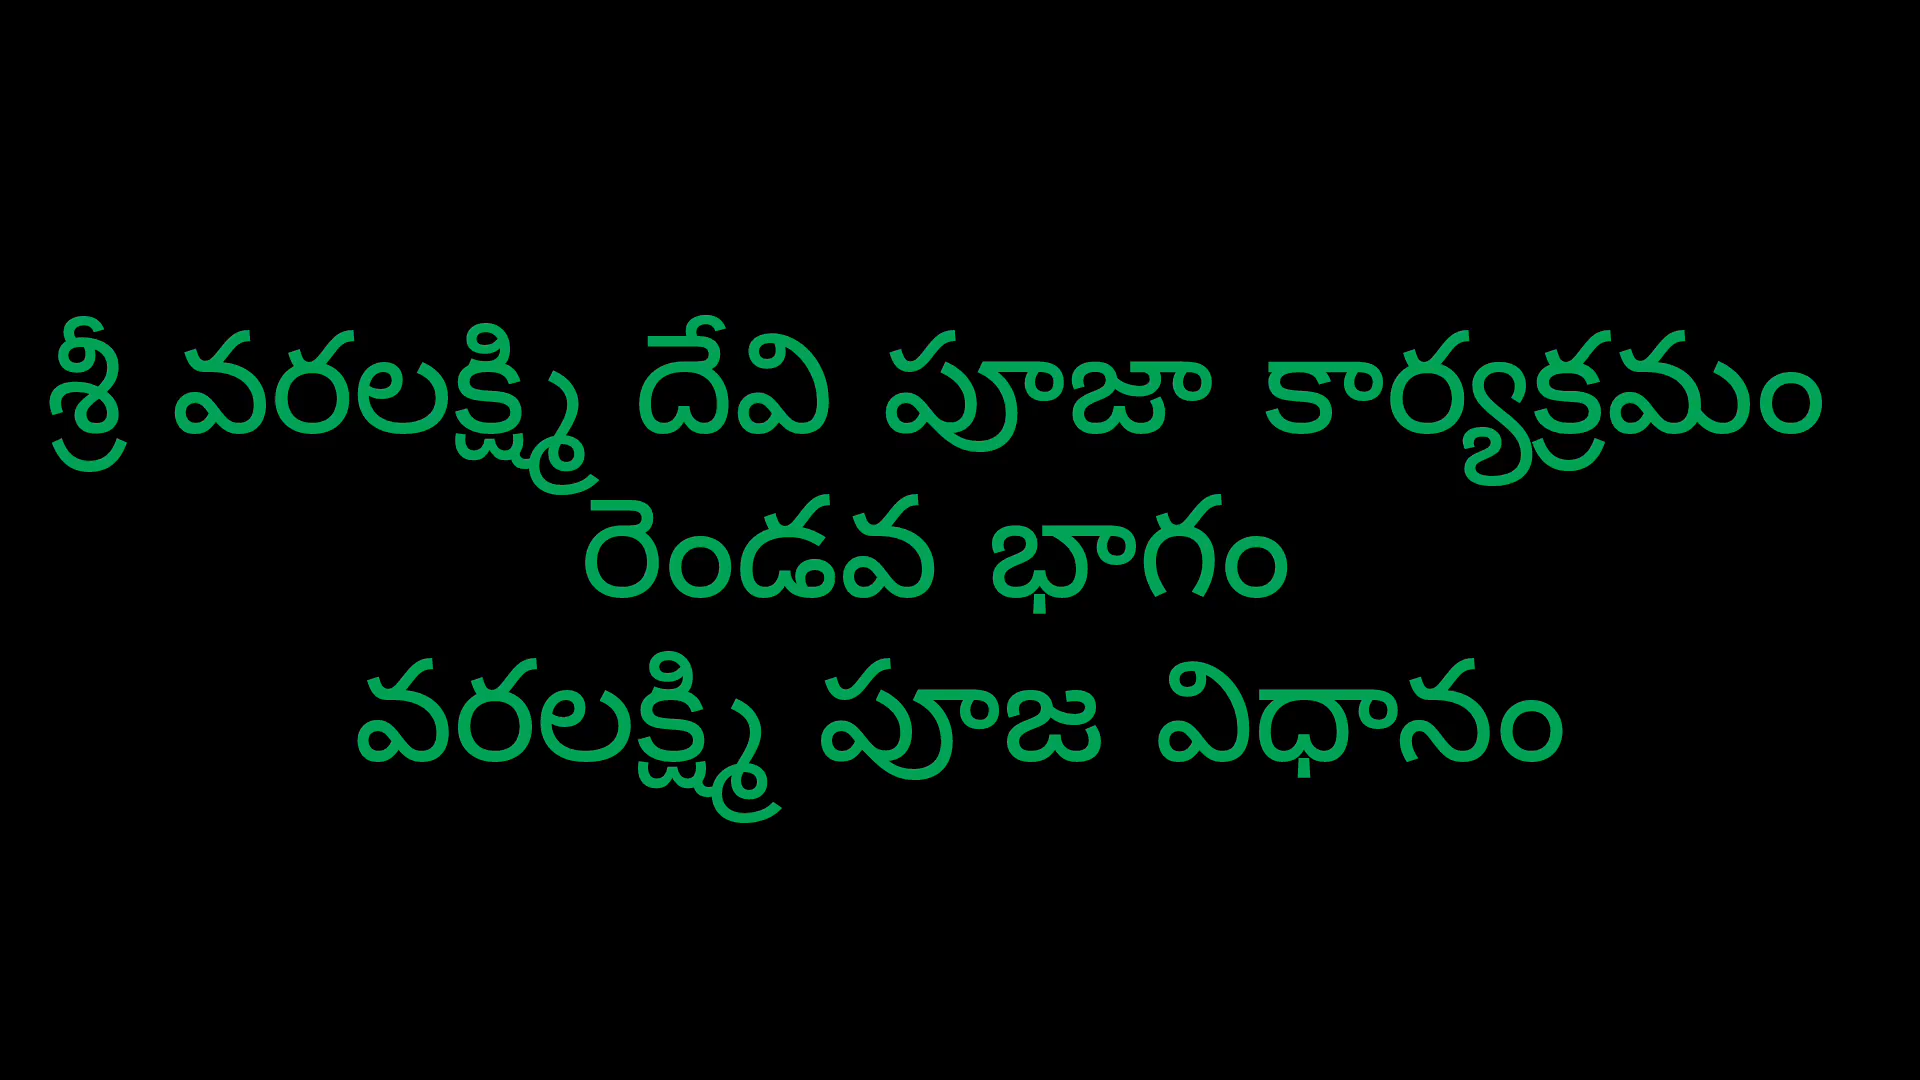 శ్రీ వరలక్ష్మి దేవి పూజా కార్యక్రమం
రెండవ భాగం
వరలక్ష్మి పూజ విధానం